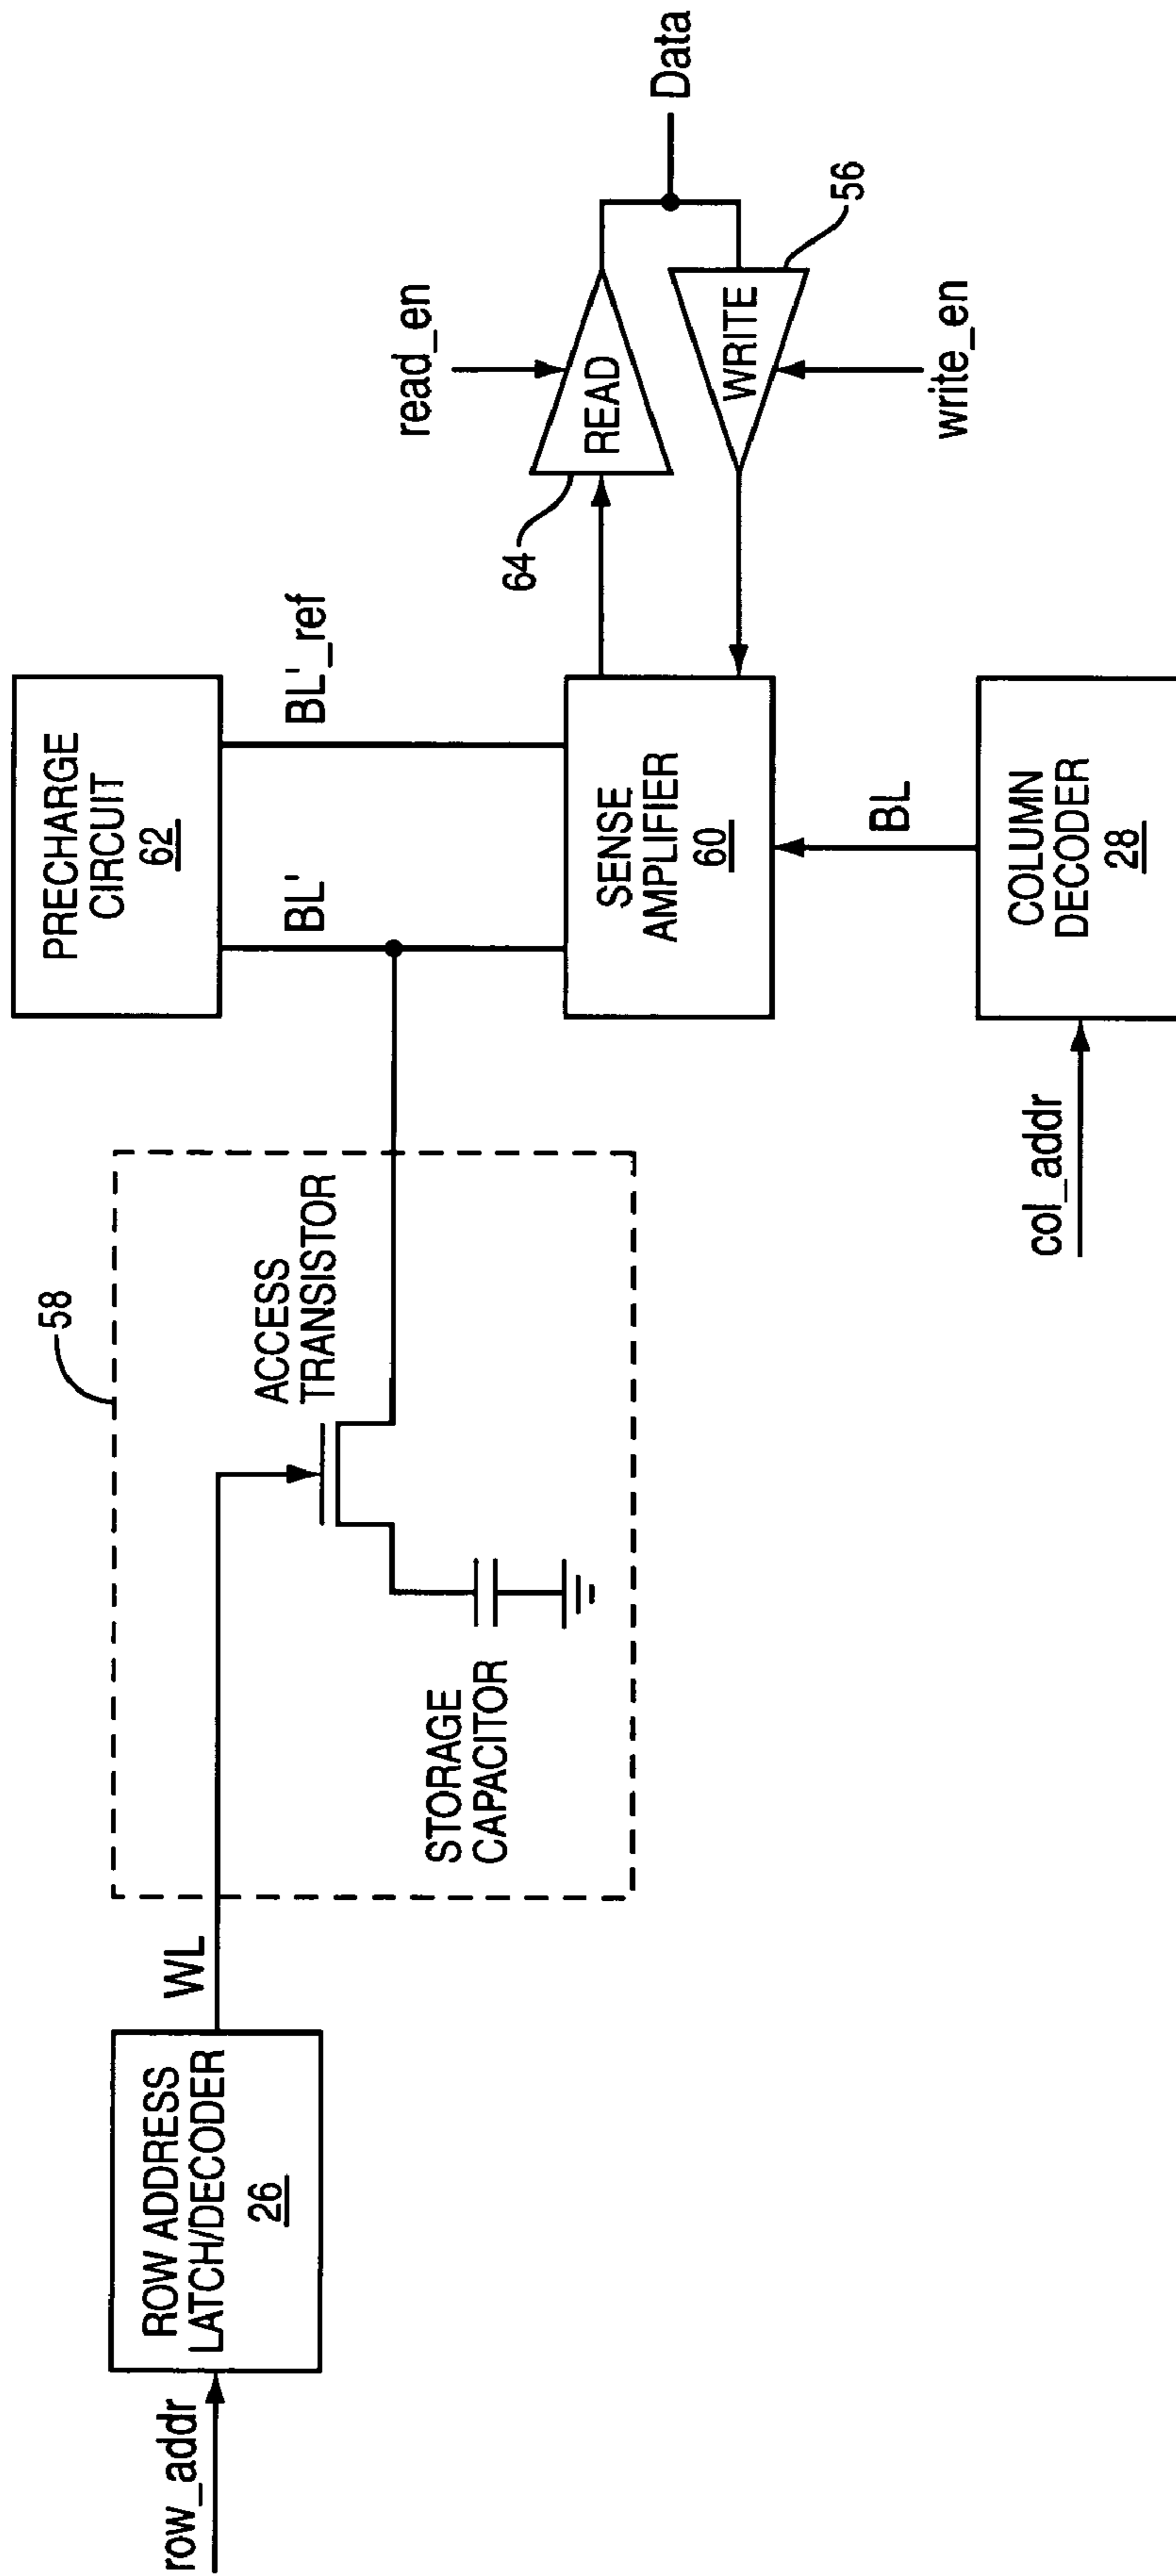 row_addr
ROW ADDRESS
LATCH/DECODER
26
WL
58
ACCESS
TRANSISTOR
STORAGE
CAPACITOR
PRECHARGE
CIRCUIT
62
BL'
BL'_ref
SENSE
AMPLIFIER
60
BL
col_addr
COLUMN
DECODER
28
read_en
READ
64
WRITE
56
write_en
Data